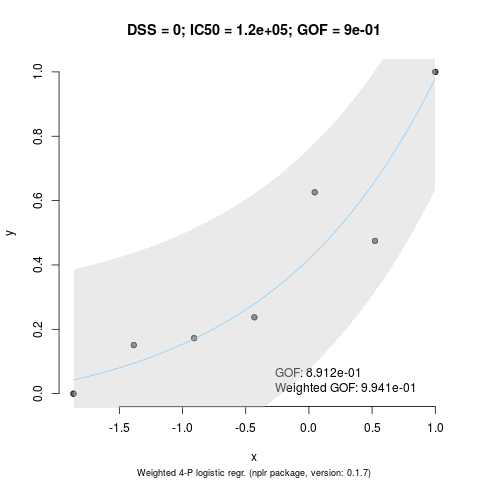 DSS = 0; IC50 = 1.2e+05; GOF = 9e-01
1.0
0.8
0.6
0.4
0.2
0.0
y
GOF: 8.912e-01
Weighted GOF: 9.941e-01
-1.5 -1.0 -0.5 0.0 0.5 1.0
x
Weighted 4-P logistic regr. (nplr package, version: 0.1.7)